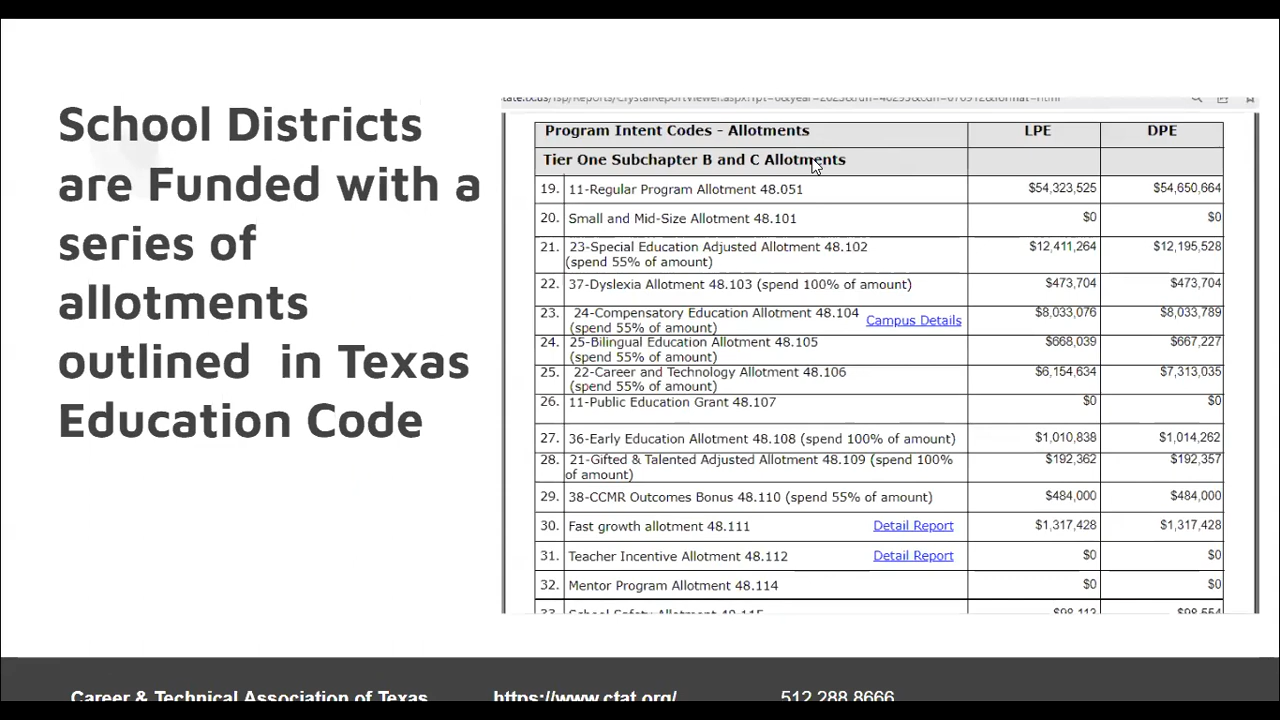 School Districts
are Funded with a
series of
allotments
outlined in Texas
Education Code
Program Intent Codes - Allotments LPE DPE
Tier One Subchapter B and C Allotments
19. 11-Regular Program Allotment 48.051 $54,323,525 $54,650,664
20. Small and Mid-Size Allotment 48.101 $0 $0
21. 23-Special Education Adjusted Allotment 48.102 $12,411,264 $12,195,528
(spend 55% of amount)
22. 37-Dyslexia Allotment 48.103 (spend 100% of amount) $473,704 $473,704
23. 24-Compensatory Education Allotment 48.104 Campus Details $8,033,076 $8,033,789
(spend 55% of amount)
24. 25-Bilingual Education Allotment 48.105 $668,039 $667,227
(spend 55% of amount)
25. 22-Career and Technology Allotment 48.106 $6,154,634 $7,313,035
(spend 55% of amount)
26. 11-Public Education Grant 48.107 $0 $0
27. 36-Early Education Allotment 48.108 (spend 100% of amount) $1,010,838 $1,014,262
28. 21-Gifted & Talented Adjusted Allotment 48.109 (spend 100% $192,362 $192,357
of amount)
29. 38-CCMR Outcomes Bonus 48.110 (spend 55% of amount) $484,000 $484,000
30. Fast growth allotment 48.111 Detail Report $1,317,428 $1,317,428
31. Teacher Incentive Allotment 48.112 Detail Report $0 $0
32. Mentor Program Allotment 48.114 $0 $0
33. School Safety Allotment 48.115 $98,113 $98,554
Career & Technical Association of Texas https://www.ctat.org/ 512.288.8666